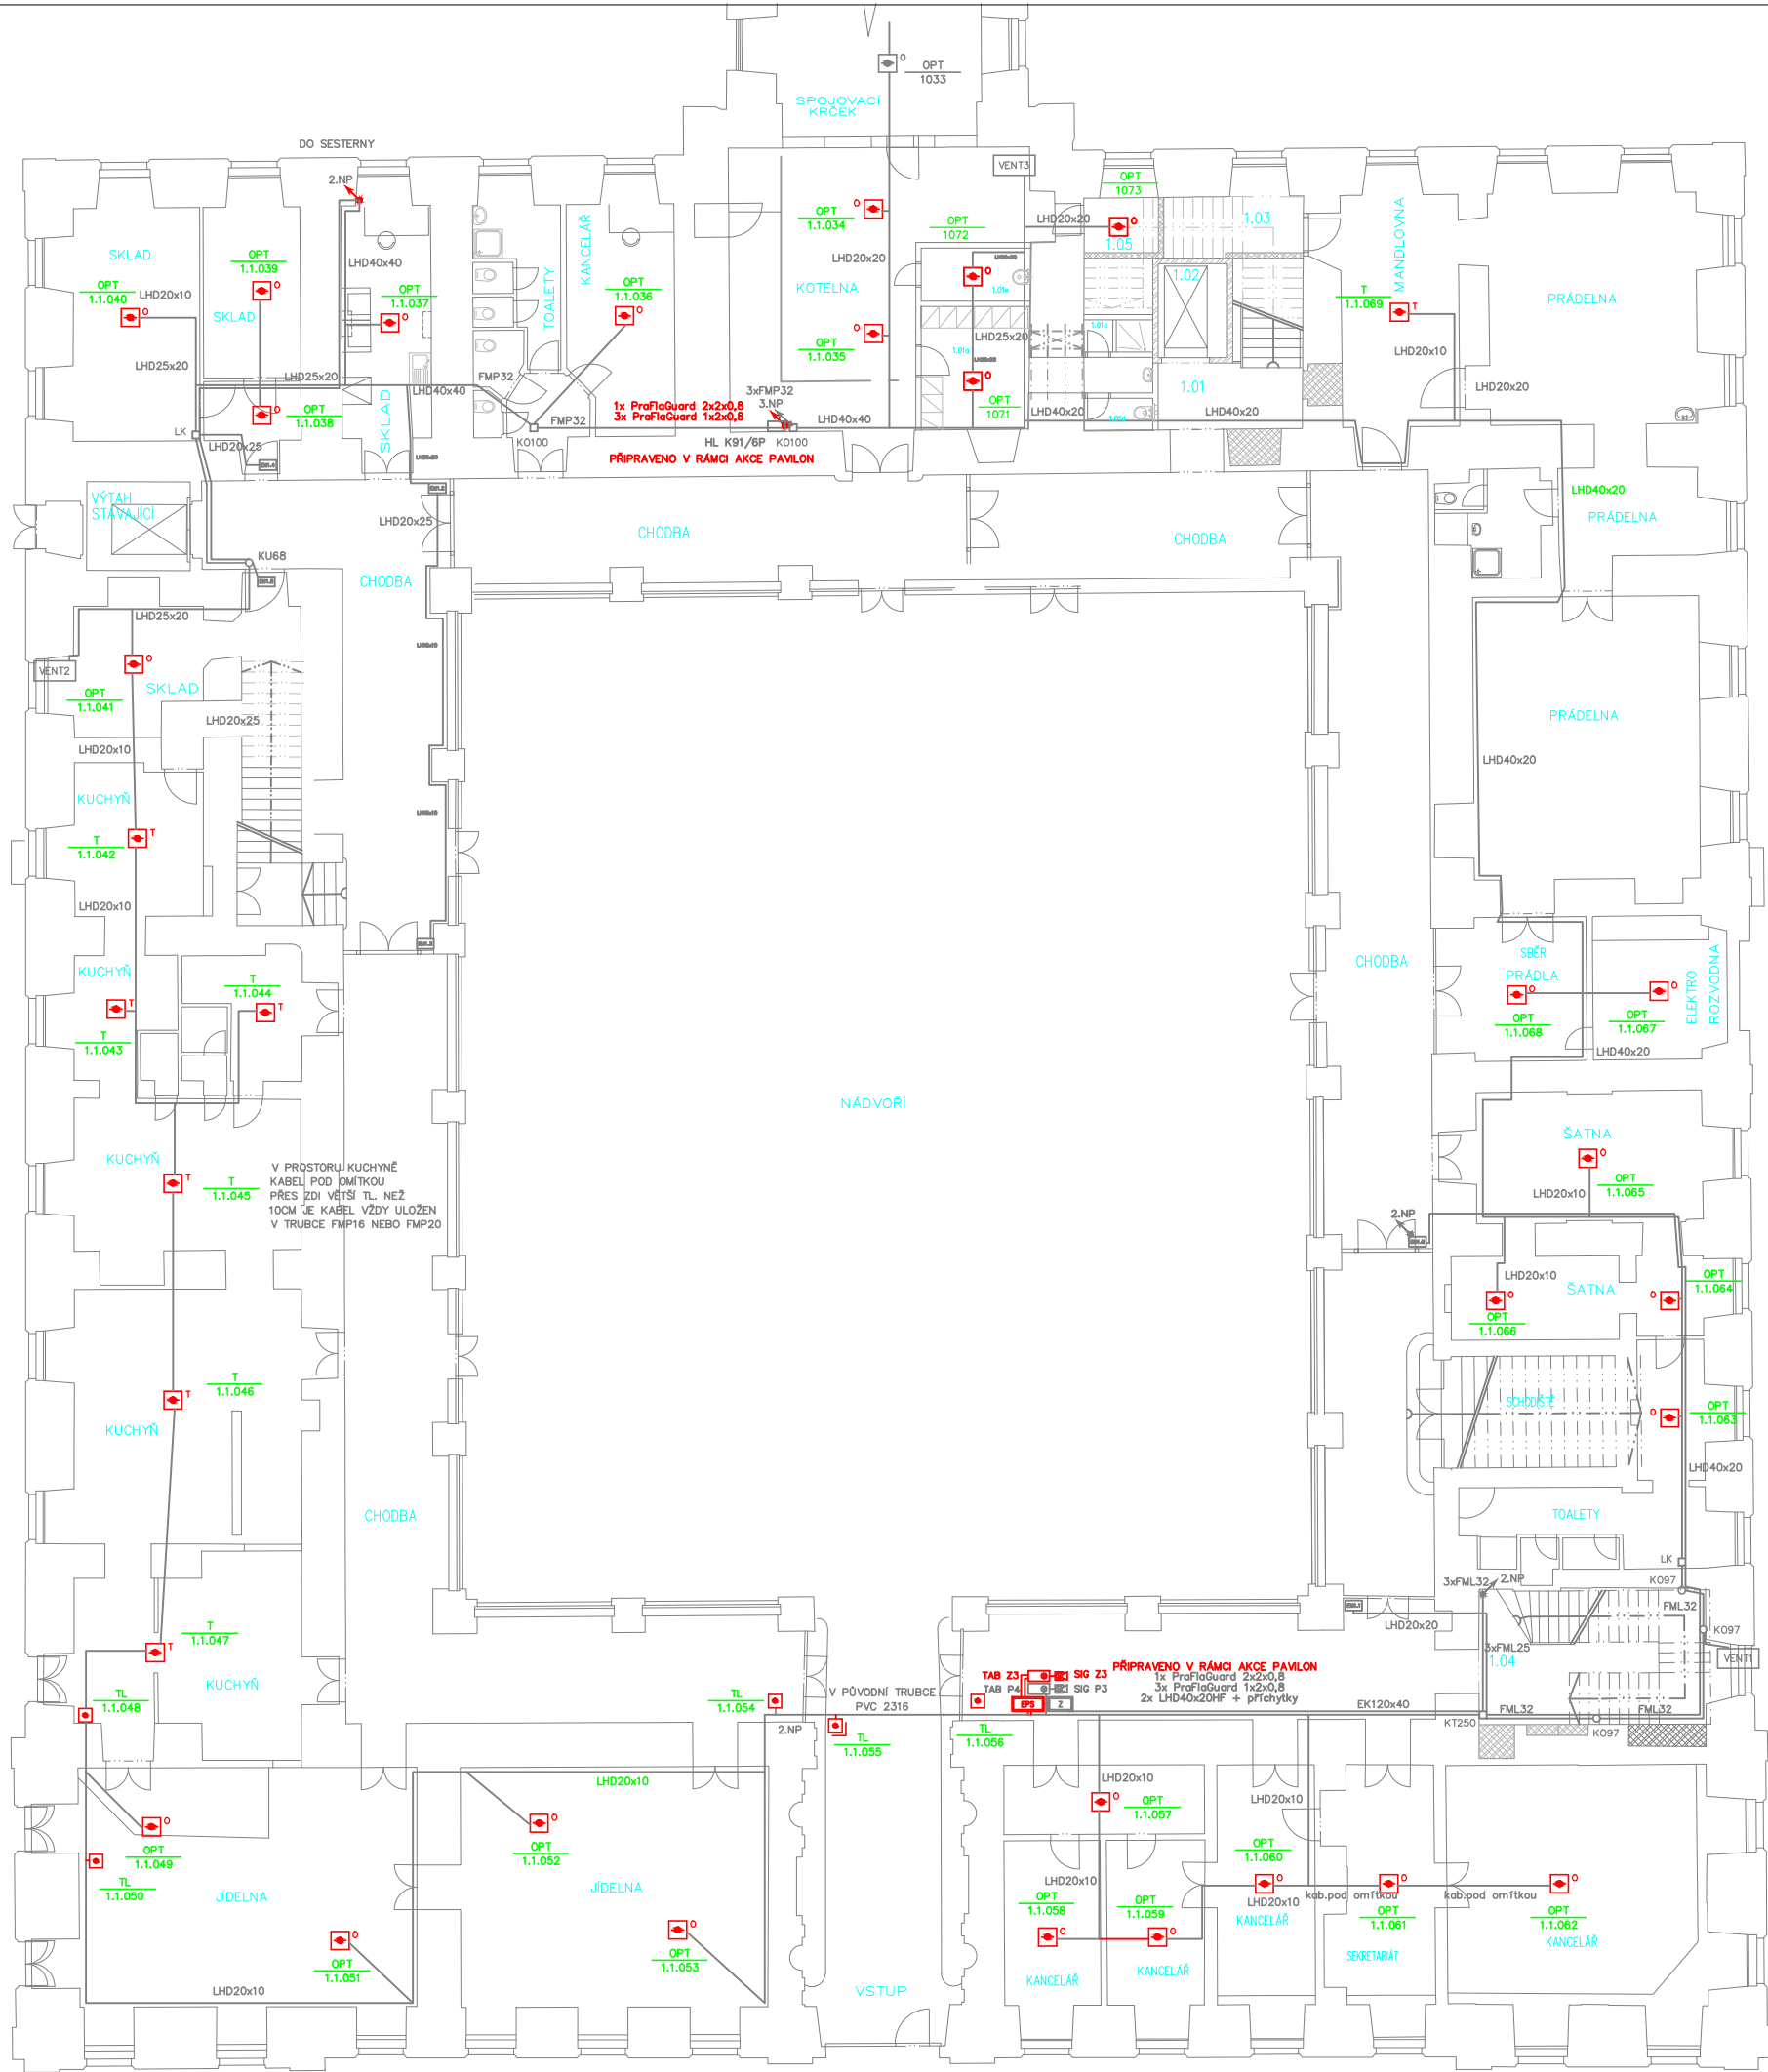 OPT
1033
SPOJOVACÍ
KRČEK
DO SESTERNY
2.NP
VENT3
OPT
1073
LHD20x20
1.03
1.05
1.02
SKLAD
OPT
1.1.040
LHD20x10
OPT
1.1.039
SKLAD
LHD40x40
OPT
1.1.037
TOALETY
KANCELÁŘ
OPT
1.1.036
OPT
1.1.034
LHD20x20
KOTELNA
OPT
1.1.035
OPT
1072
1.01e
LHD25x20
1.01a
1.01c
1.01
OPT
1071
LHD40x20
LHD40x20
MANDLOVNA
T
1.1.069
LHD20x10
PRÁDELNA
LHD20x20
LHD25x20
LHD25x20
LHD40x40
FMP32
SKLAD
OPT
1.1.038
LK
LHD20x25
FMP32
KO100
1x PraFlaGuard 2x2x0,8
3x PraFlaGuard 1x2x0,8
3xFMP32
3.NP
LHD40x40
HL K91/6P
KO100
PŘIPRAVENO V RÁMCI AKCE PAVILON
VÝTAH
STÁVAJÍCÍ
LHD20x25
CHODBA
CHODBA
LHD40x20
PRÁDELNA
KU68
CHODBA
LHD25x20
VENT2
SKLAD
OPT
1.1.041
LHD20x25
LHD20x10
PRÁDELNA
LHD40x20
KUCHYŇ
T
1.1.042
LHD20x10
KUCHYŇ
T
1.1.044
T
1.1.043
CHODBA
SBĚR
PRÁDLA
OPT
1.1.068
OPT
1.1.067
ELEKTRO
ROZVODNA
LHD40x20
NÁDVOŘÍ
KUCHYŇ
T
1.1.045
V PROSTORU KUCHYNĚ
KABEL POD OMÍTKOU
PŘES ZDI VĚTŠÍ TL. NEŽ
10CM JE KABEL VŽDY ULOŽEN
V TRUBCE FMP16 NEBO FMP20
ŠATNA
OPT
1.1.065
LHD20x10
2.NP
LHD20x10
ŠATNA
OPT
1.1.064
OPT
1.1.066
T
1.1.046
KUCHYŇ
SCHODIŠTĚ
OPT
1.1.063
LHD40x20
CHODBA
TOALETY
LK
3xFML32
2.NP
KO97
FML32
LHD20x20
KO97
3xFML25
1.04
VENT1
T
1.1.047
KUCHYŇ
TL
1.1.048
TL
1.1.054
2.NP
V PŮVODNÍ TRUBCE
PVC 2316
TL
1.1.055
TL
1.1.056
TAB Z3
SIG Z3
TAB P4
SIG P3
EPS
Z
PŘIPRAVENO V RÁMCI AKCE PAVILON
1x PraFlaGuard 2x2x0,8
3x PraFlaGuard 1x2x0,8
2x LHD40x20HF + příchytky
EK120x40
KT250
FML32
FML32
KO97
LHD20x10
LHD20x10
OPT
1.1.057
LHD20x10
OPT
1.1.049
TL
1.1.050
JÍDELNA
OPT
1.1.052
JÍDELNA
OPT
1.1.060
LHD20x10
OPT
1.1.058
OPT
1.1.059
LHD20x10
kab.pod omítkou
kab.pod omítkou
KANCELÁŘ
OPT
1.1.061
OPT
1.1.062
SEKRETARIÁT
KANCELÁŘ
OPT
1.1.051
OPT
1.1.053
LHD20x10
VSTUP
KANCELÁŘ
KANCELÁŘ